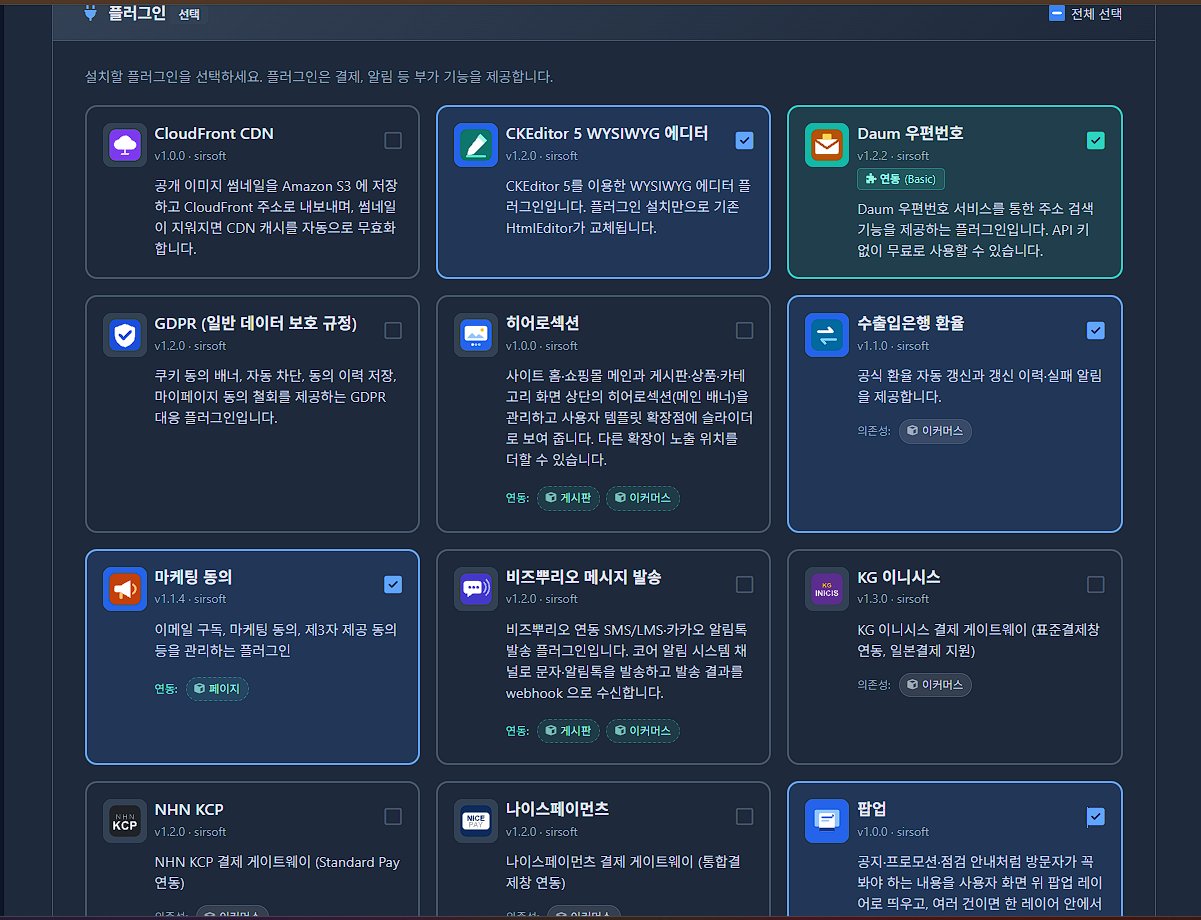 플러그인 선택
전체 선택
설치할 플러그인을 선택하세요. 플러그인은 결제, 알림 등 부가 기능을 제공합니다.
CloudFront CDN
v1.0.0 · sirsoft
공개 이미지 썸네일을 Amazon S3 에 저장
하고 CloudFront 주소로 내보내며, 썸네일
이 지워지면 CDN 캐시를 자동으로 무효화
합니다.
CKEditor 5 WYSIWYG 에디터
v1.2.0 · sirsoft
CKEditor 5를 이용한 WYSIWYG 에디터 플
러그인입니다. 플러그인 설치만으로 기존
HtmlEditor가 교체됩니다.
Daum 우편번호
v1.2.2 · sirsoft
연동 (Basic)
Daum 우편번호 서비스를 통한 주소 검색
기능을 제공하는 플러그인입니다. API 키
없이 무료로 사용할 수 있습니다.
GDPR (일반 데이터 보호 규정)
v1.2.0 · sirsoft
쿠키 동의 배너, 자동 차단, 동의 이력 저장,
마이페이지 동의 철회를 제공하는 GDPR
대응 플러그인입니다.
히어로섹션
v1.0.0 · sirsoft
사이트 홈·쇼핑몰 메인과 게시판·상품·카테
고리 화면 상단의 히어로섹션(메인 배너)을
관리하고 사용자 템플릿 확장점에 슬라이더
로 보여 줍니다. 다른 확장이 노출 위치를
더할 수 있습니다.
연동: 게시판 이커머스
수출입은행 환율
v1.1.0 · sirsoft
공식 환율 자동 갱신과 갱신 이력·실패 알림
을 제공합니다.
의존성: 이커머스
마케팅 동의
v1.1.4 · sirsoft
이메일 구독, 마케팅 동의, 제3자 제공 동의
등을 관리하는 플러그인
연동: 페이지
비즈뿌리오 메시지 발송
v1.2.0 · sirsoft
비즈뿌리오 연동 SMS/LMS·카카오 알림톡
발송 플러그인입니다. 코어 알림 시스템 채
널로 문자·알림톡을 발송하고 발송 결과를
webhook 으로 수신합니다.
연동: 게시판 이커머스
KG
INICIS
KG 이니시스
v1.3.0 · sirsoft
KG 이니시스 결제 게이트웨이 (표준결제창
연동, 일본결제 지원)
의존성: 이커머스
NHN
KCP
NHN KCP
v1.2.0 · sirsoft
NHN KCP 결제 게이트웨이 (Standard Pay
연동)
의존성: 이커머스
NICE
PAY
나이스페이먼츠
v1.2.0 · sirsoft
나이스페이먼츠 결제 게이트웨이 (통합결
제창 연동)
의존성: 이커머스
팝업
v1.0.0 · sirsoft
공지·프로모션·점검 안내처럼 방문자가 꼭
봐야 하는 내용을 사용자 화면 위 팝업 레이
어로 띄우고, 여러 건이면 한 레이어 안에서